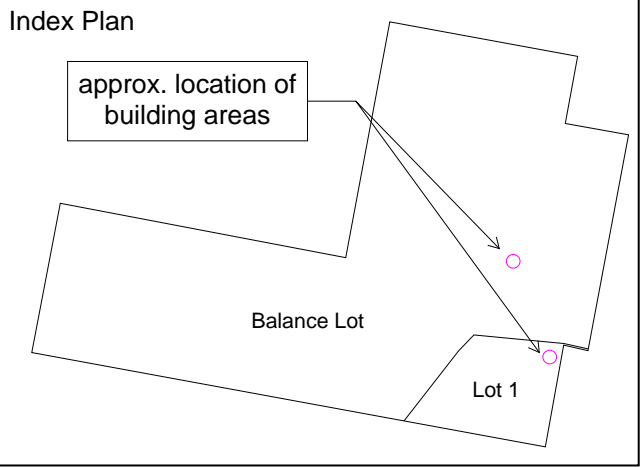 Index Plan
approx. location of
building areas
Balance Lot
Lot 1